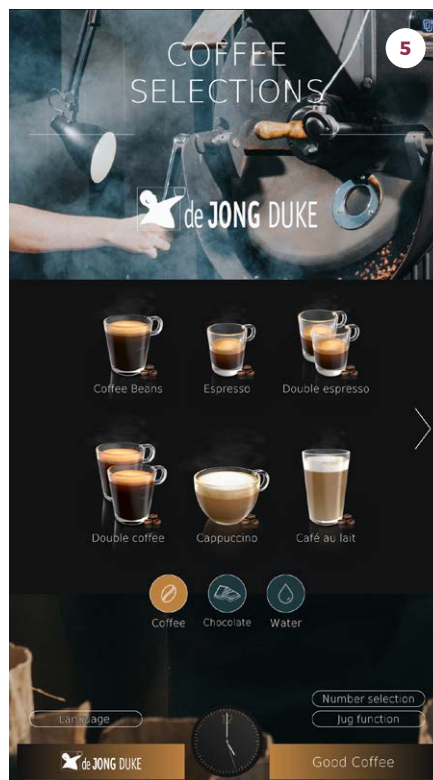 5
COFFEE
SELECTIONS
de JONG DUKE
Coffee Beans
Espresso
Double espresso
Double coffee
Cappuccino
Café au lait
Coffee
Chocolate
Water
Number selection
Language
Jug function
de JONG DUKE
Good Coffee